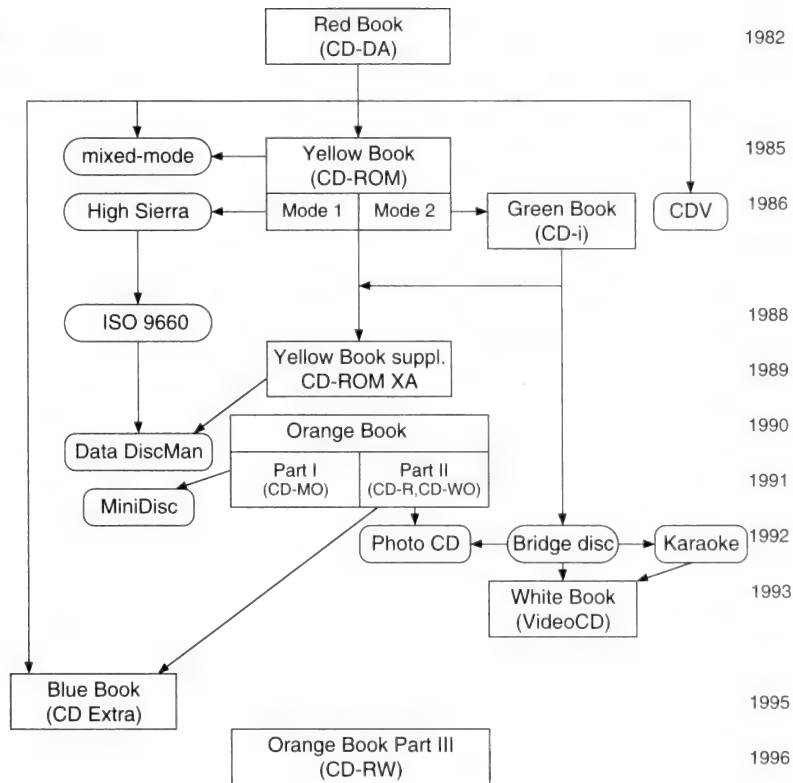 Red Book
(CD-DA)
1982
mixed-mode
Yellow Book
(CD-ROM)
1985
High Sierra
Mode 1
Mode 2
Green Book
(CD-i)
CDV
1986
ISO 9660
1988
Yellow Book suppl.
CD-ROM XA
1989
Orange Book
1990
Data DiscMan
Part I
(CD-MO)
Part II
(CD-R,CD-WO)
1991
MiniDisc
Photo CD
Bridge disc
Karaoke
1992
White Book
(VideoCD)
1993
Blue Book
(CD Extra)
1995
Orange Book Part III
(CD-RW)
1996